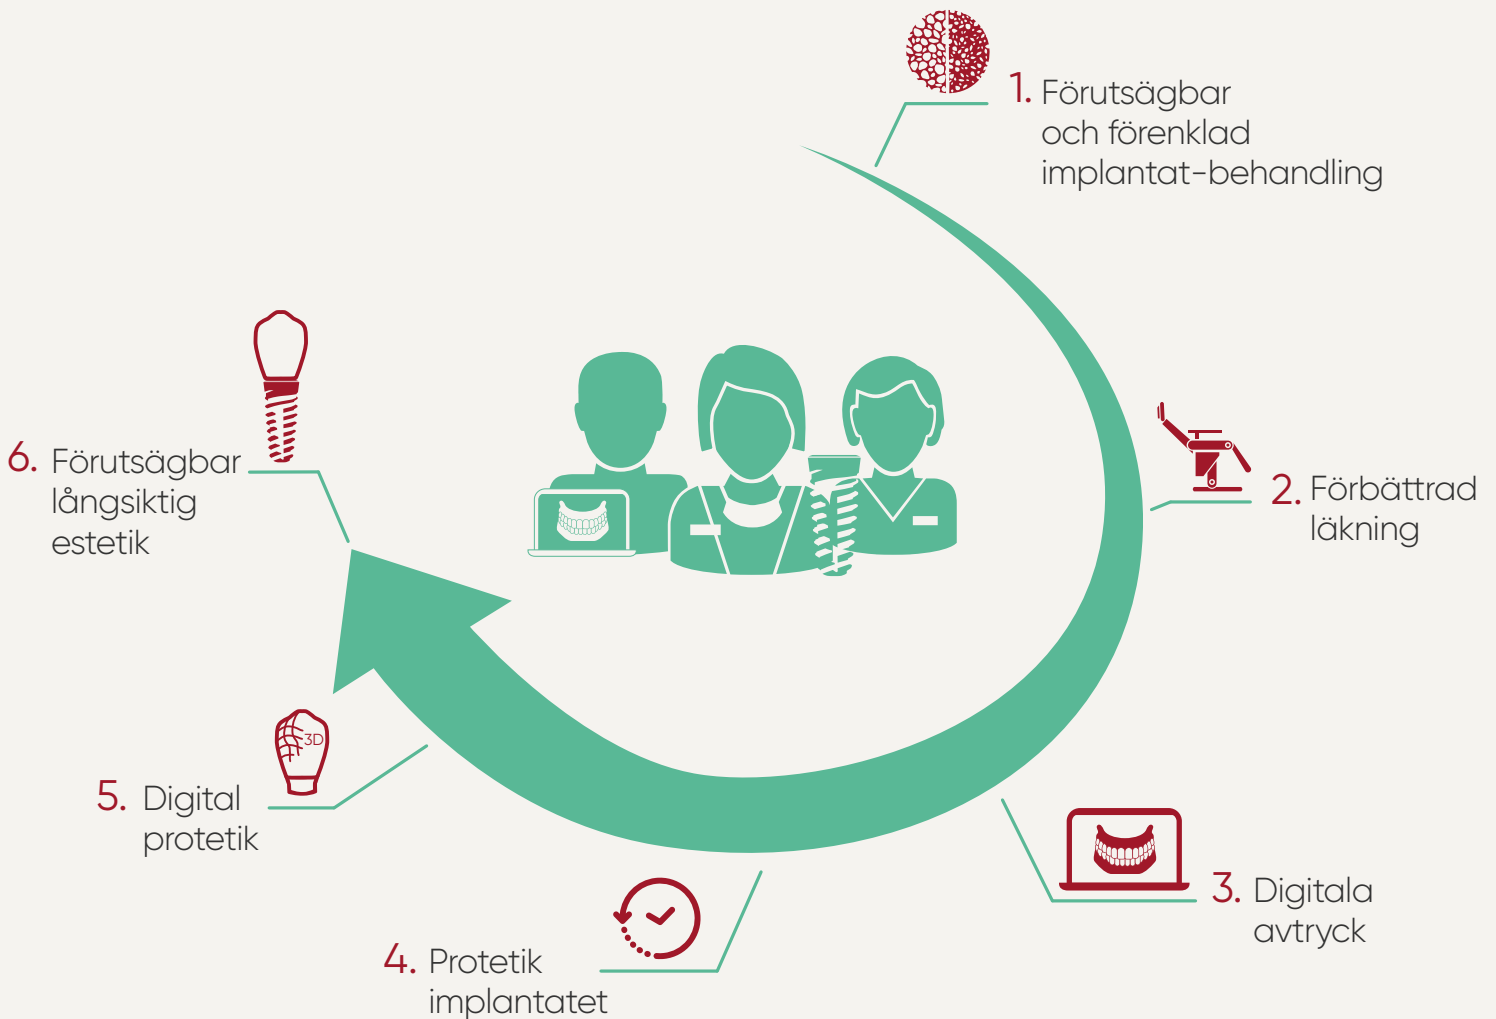 1. Förutsägbar
och förenklad
implantat-behandling
2. Förbättrad
läkning
3. Digitala
avtryck
4. Protetik
implantatet
5. Digital
protetik
3D
6. Förutsägbar
långsiktig
estetik